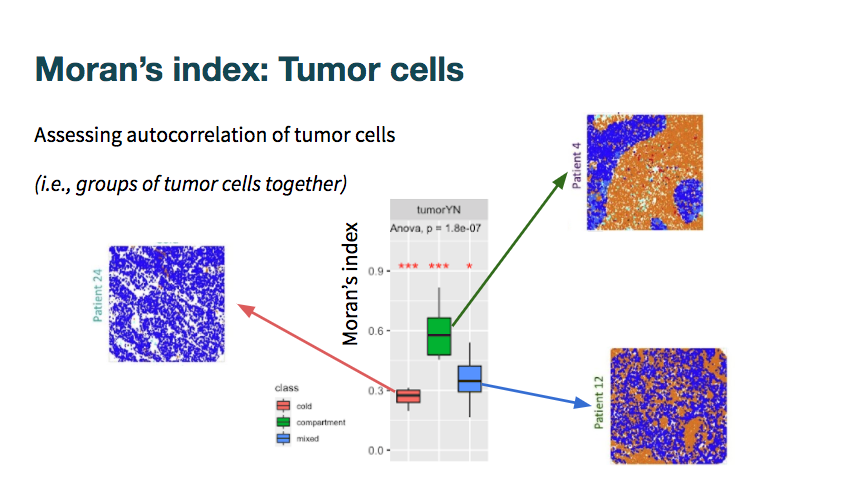 Moran's index: Tumor cells
Assessing autocorrelation of tumor cells
(i.e., groups of tumor cells together)
Patient 4
tumorYN
Anova, p = 1.8e-07
*** *** *
Moran's index
0.9
0.6
0.3
0.0
Patient 24
class
cold
compartment
mixed
Patient 12